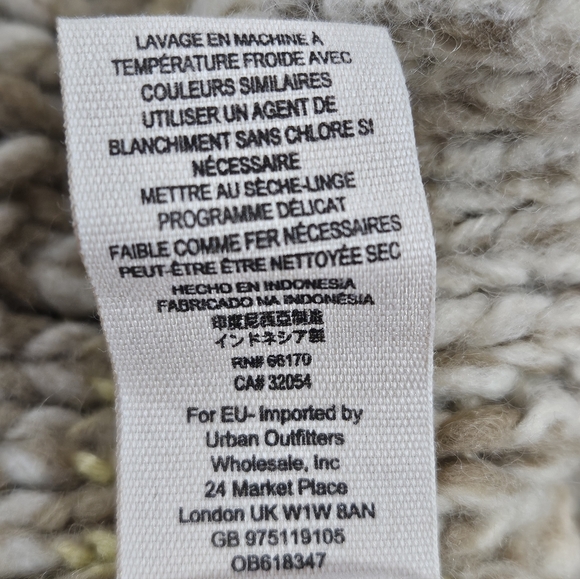 LAVAGE EN MACHINE À
TEMPÉRATURE FROIDE AVEC
COULEURS SIMILAIRES
UTILISER UN AGENT DE
BLANCHIMENT SANS CHLORE SI
NÉCESSAIRE
METTRE AU SÈCHE-LINGE
PROGRAMME DÉLICAT
FAIBLE COMME FER NÉCESSAIRES
PEUT-ÊTRE ÊTRE NETTOYÉE SEC
HECHO EN INDONESIA
FABRICADO NA INDONÉSIA
印度尼西亞製造
インドネシア製
RN# 66170
CA# 32054
For EU- Imported by
Urban Outfitters
Wholesale, Inc
24 Market Place
London UK W1W 8AN
GB 975119105
OB618347